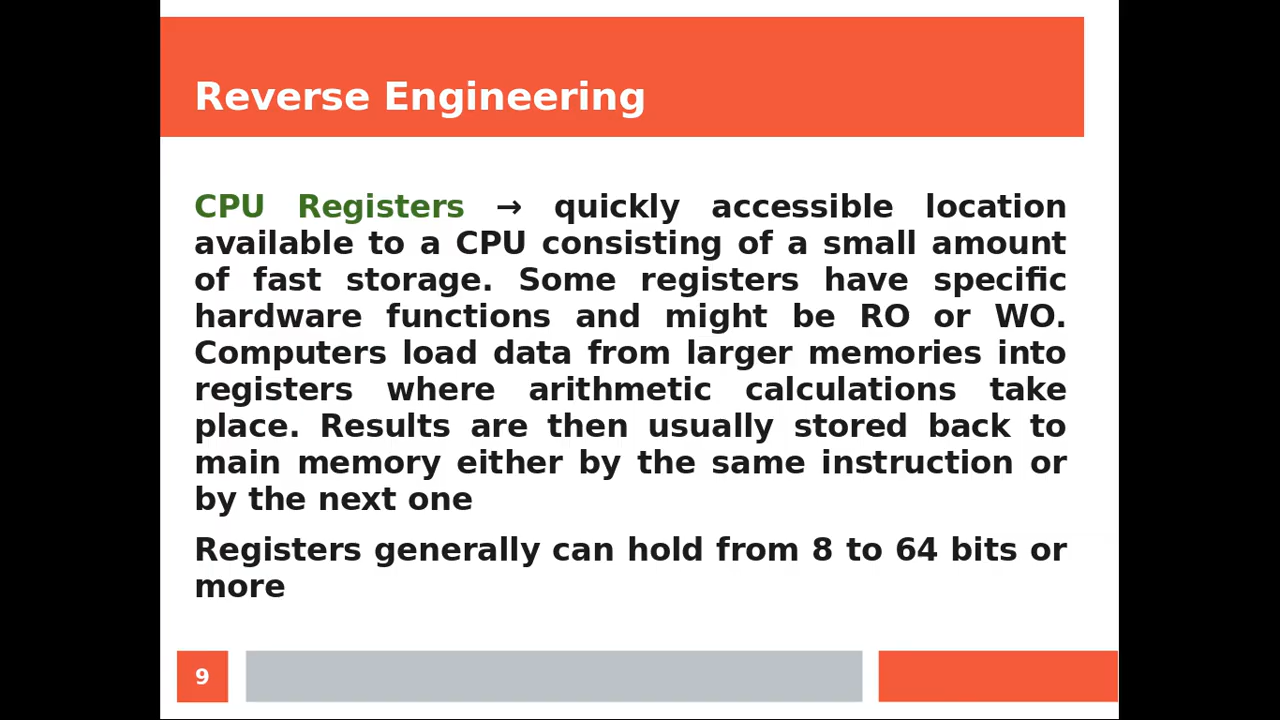 Reverse Engineering
CPU Registers → quickly accessible location
available to a CPU consisting of a small amount
of fast storage. Some registers have specific
hardware functions and might be RO or WO.
Computers load data from larger memories into
registers where arithmetic calculations take
place. Results are then usually stored back to
main memory either by the same instruction or
by the next one
Registers generally can hold from 8 to 64 bits or
more
9